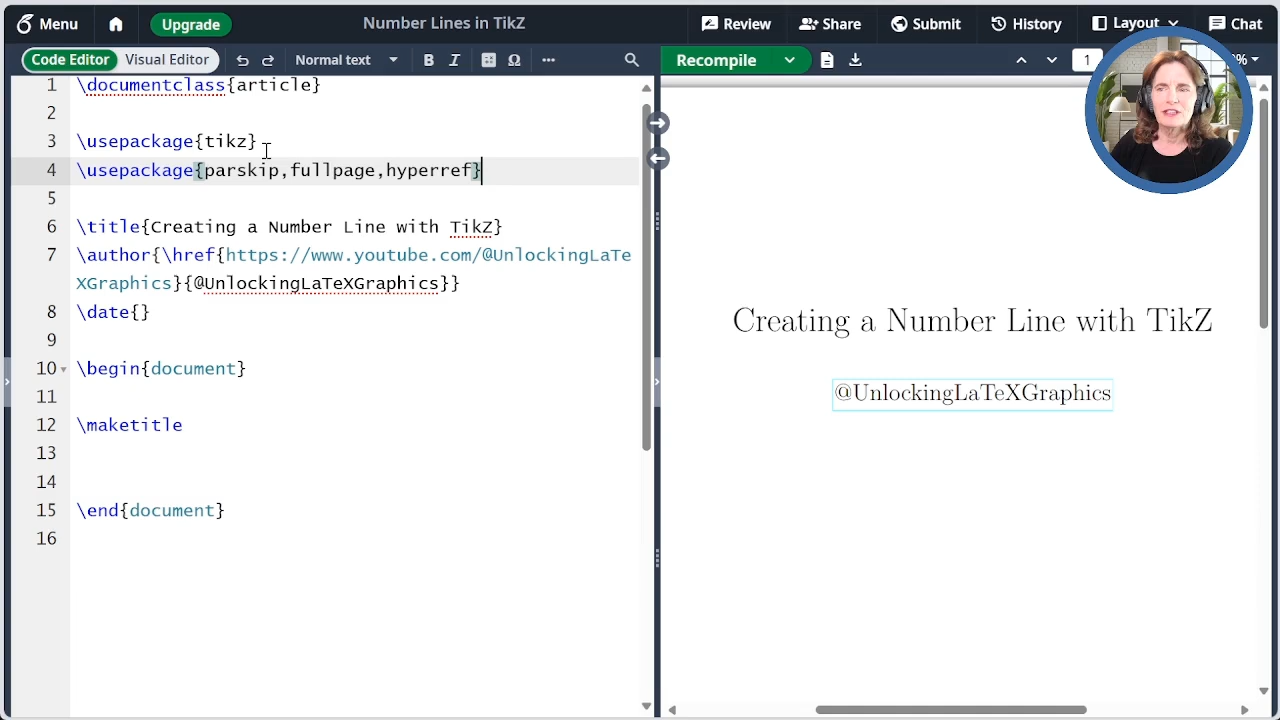 Menu
Upgrade
Number Lines in TikZ
Review
Share
Submit
History
Layout
Chat
Code Editor
Visual Editor
Normal text
B
I
Ω
Recompile
1
%
1 \documentclass{article}
2
3 \usepackage{tikz}
4 \usepackage{parskip,fullpage,hyperref}
5
6 \title{Creating a Number Line with TikZ}
7 \author{\href{https://www.youtube.com/@UnlockingLaTe
XGraphics}{@UnlockingLaTeXGraphics}}
8 \date{}
9
10 \begin{document}
11
12 \maketitle
13
14
15 \end{document}
16
Creating a Number Line with TikZ
@UnlockingLaTeXGraphics